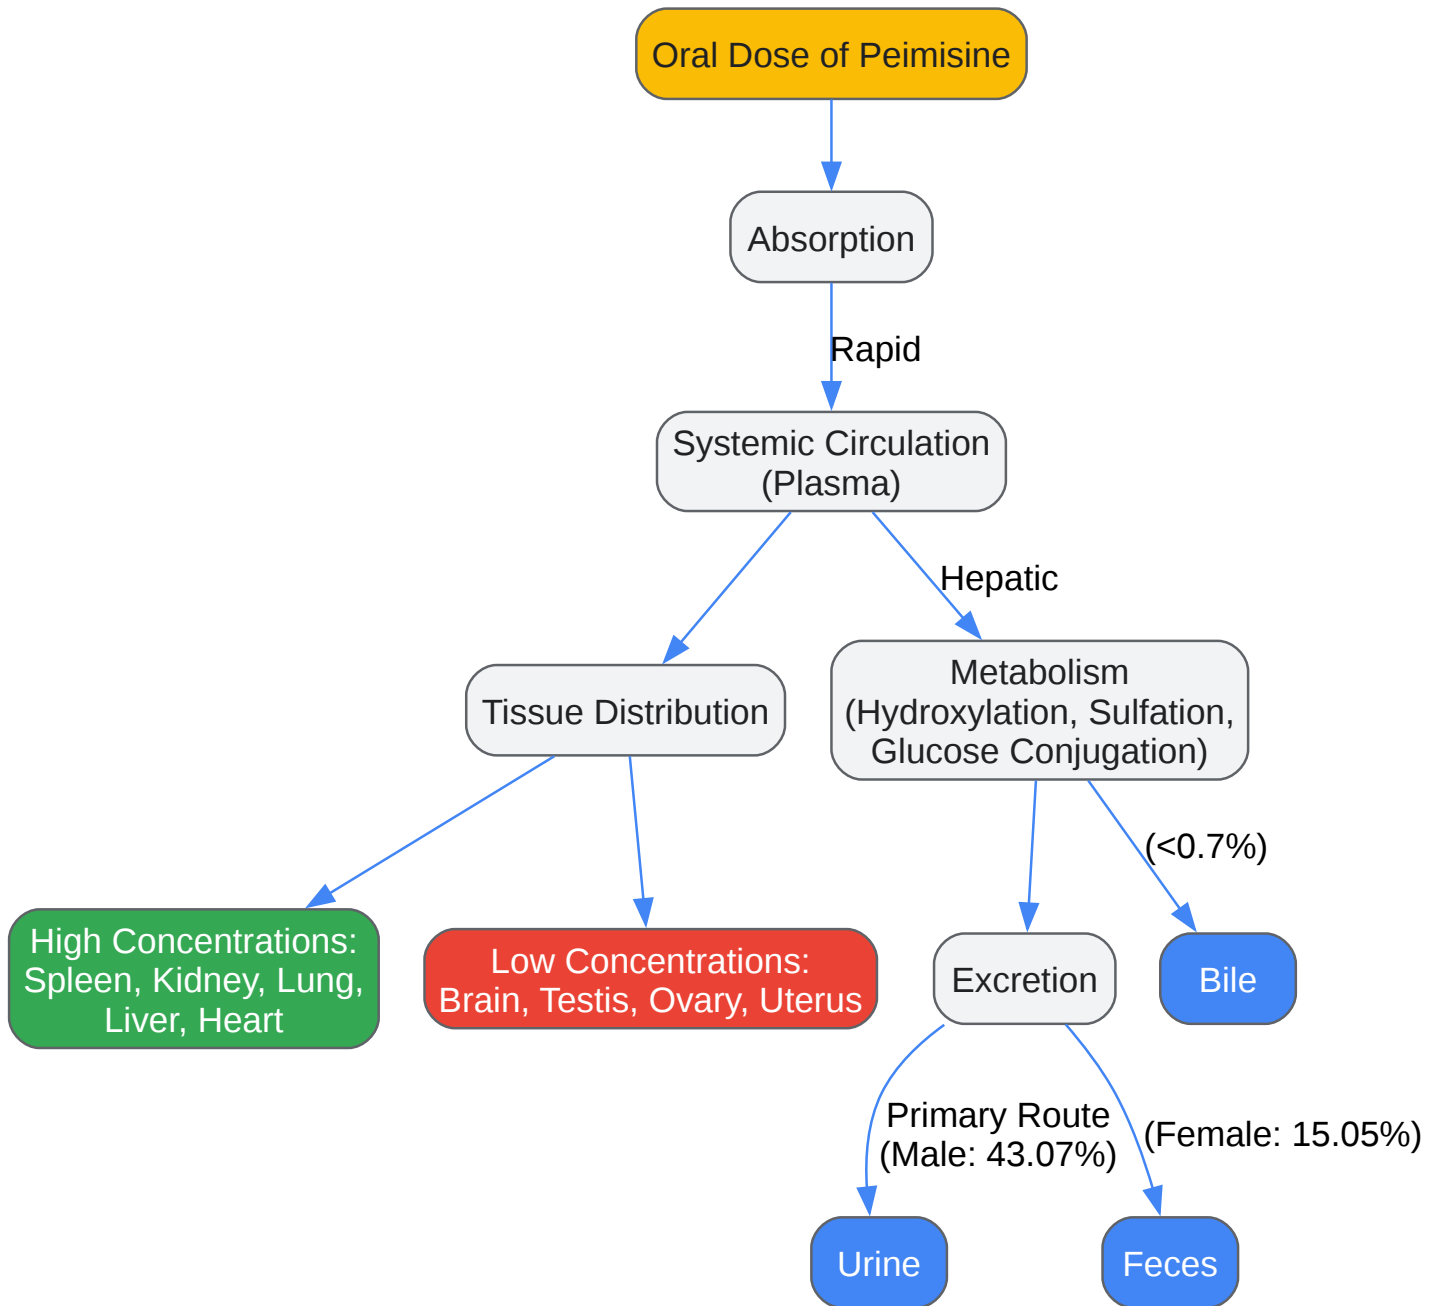 Oral Dose of Peimisine
Absorption
Rapid
Systemic Circulation
(Plasma)
Hepatic
Tissue Distribution
Metabolism
(Hydroxylation, Sulfation,
Glucose Conjugation)
(<0.7%)
High Concentrations:
Spleen, Kidney, Lung,
Liver, Heart
Low Concentrations:
Brain, Testis, Ovary, Uterus
Excretion
Bile
Primary Route
(Male: 43.07%)
(Female: 15.05%)
Urine
Feces